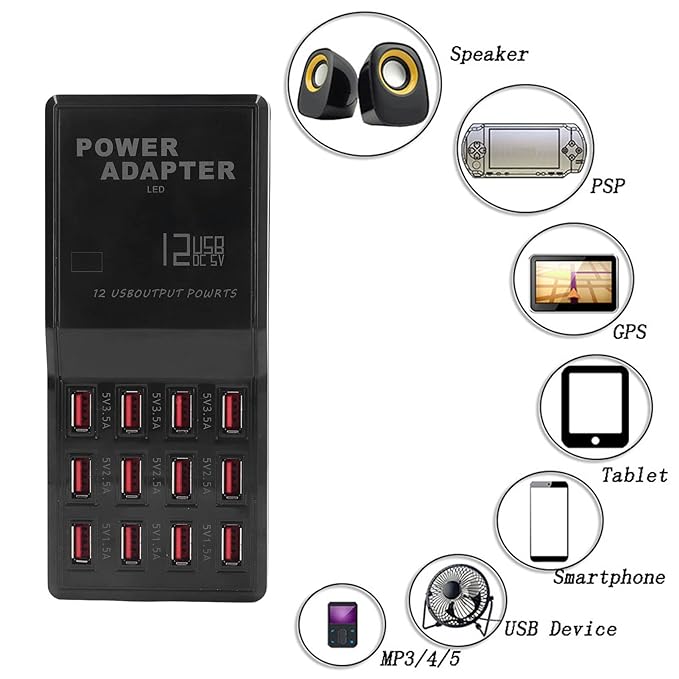 POWER
ADAPTER
LED
12 USB
DC 5V
12 USBOUTPUT POWRTS
5V3.5A 5V3.5A 5V3.5A
5V2.5A 5V2.5A 5V2.5A
5V1.5A 5V1.5A 5V1.5A
Speaker
PSP
GPS
Tablet
Smartphone
USB Device
MP3/4/5